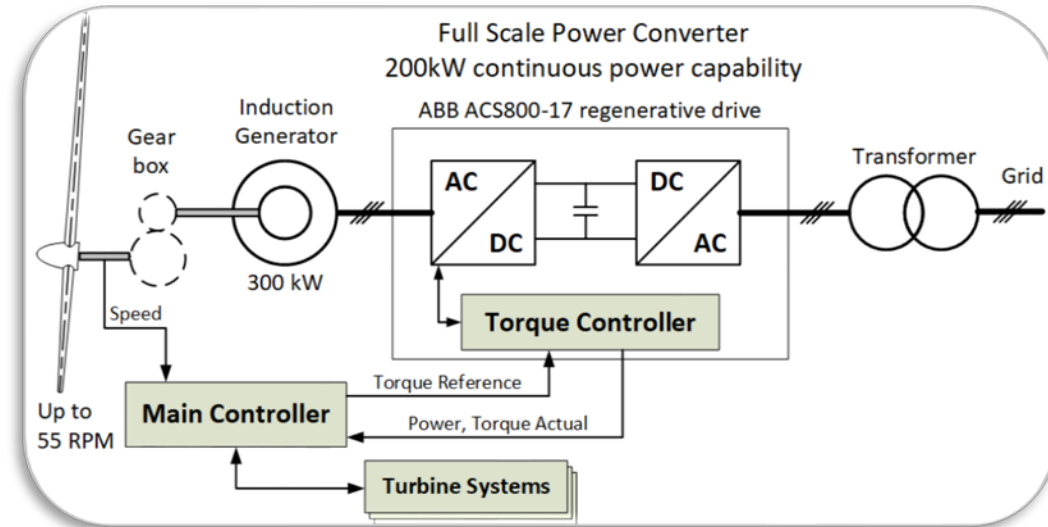 Full Scale Power Converter
200kW continuous power capability
ABB ACS800-17 regenerative drive
Induction
Generator
Gear
box
Transformer
Grid
AC
DC
DC
AC
300 kW
Speed
Torque Controller
Torque Reference
Main Controller
Power, Torque Actual
Up to
55 RPM
Turbine Systems